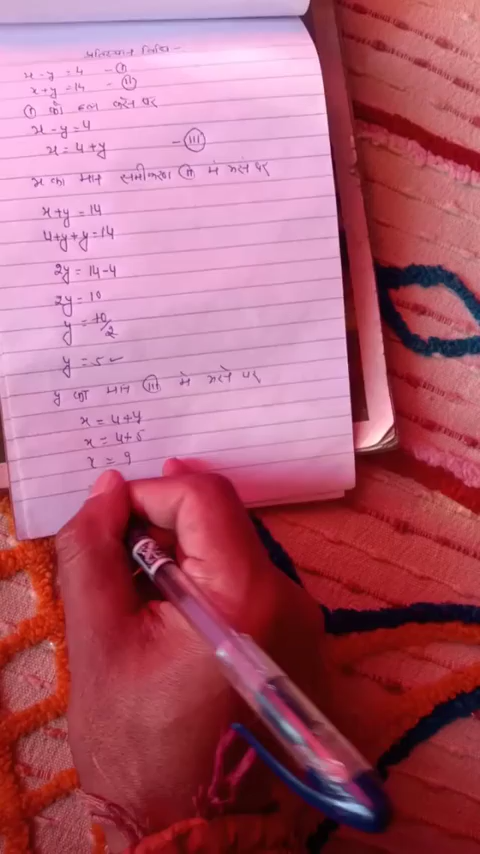 प्रतिस्थापन विधि -
x - y = 4 - (I)
x + y = 14 - (II)
(I) को हल करने पर
x - y = 4
x = 4 + y - (III)
x का मान समीकरण (II) में रखने पर
x + y = 14
4 + y + y = 14
2y = 14 - 4
2y = 10
y = 10/2
y = 5
y का मान (III) में रखने पर
x = 4 + y
x = 4 + 5
x = 9